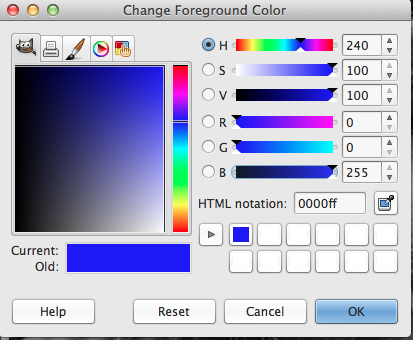 Change Foreground Color
H 240
S 100
V 100
R 0
G 0
B 255
HTML notation: 0000ff
Current:
Old:
Help Reset Cancel OK